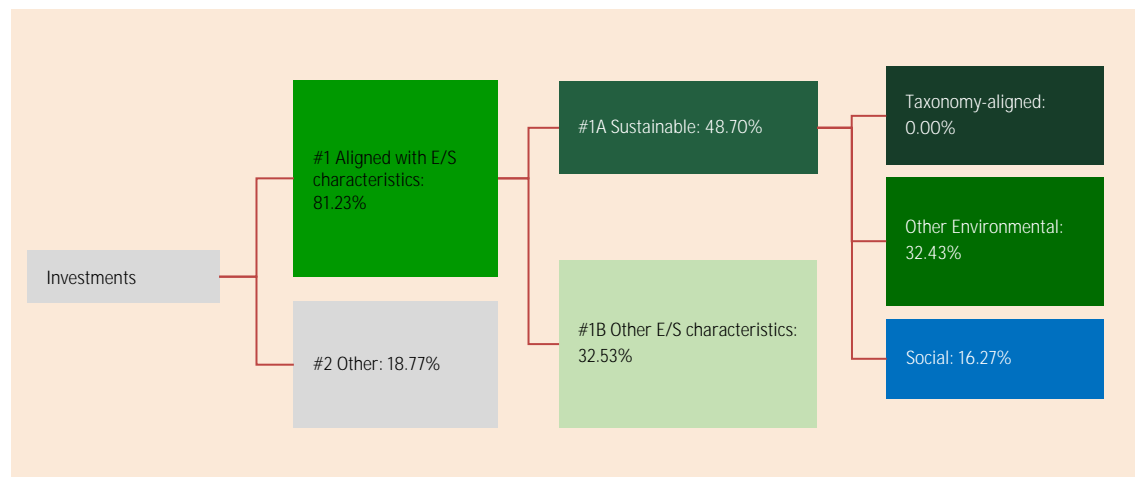 Investments
#1 Aligned with E/S
characteristics:
81.23%
#2 Other: 18.77%
#1A Sustainable: 48.70%
#1B Other E/S characteristics:
32.53%
Taxonomy-aligned:
0.00%
Other Environmental:
32.43%
Social: 16.27%